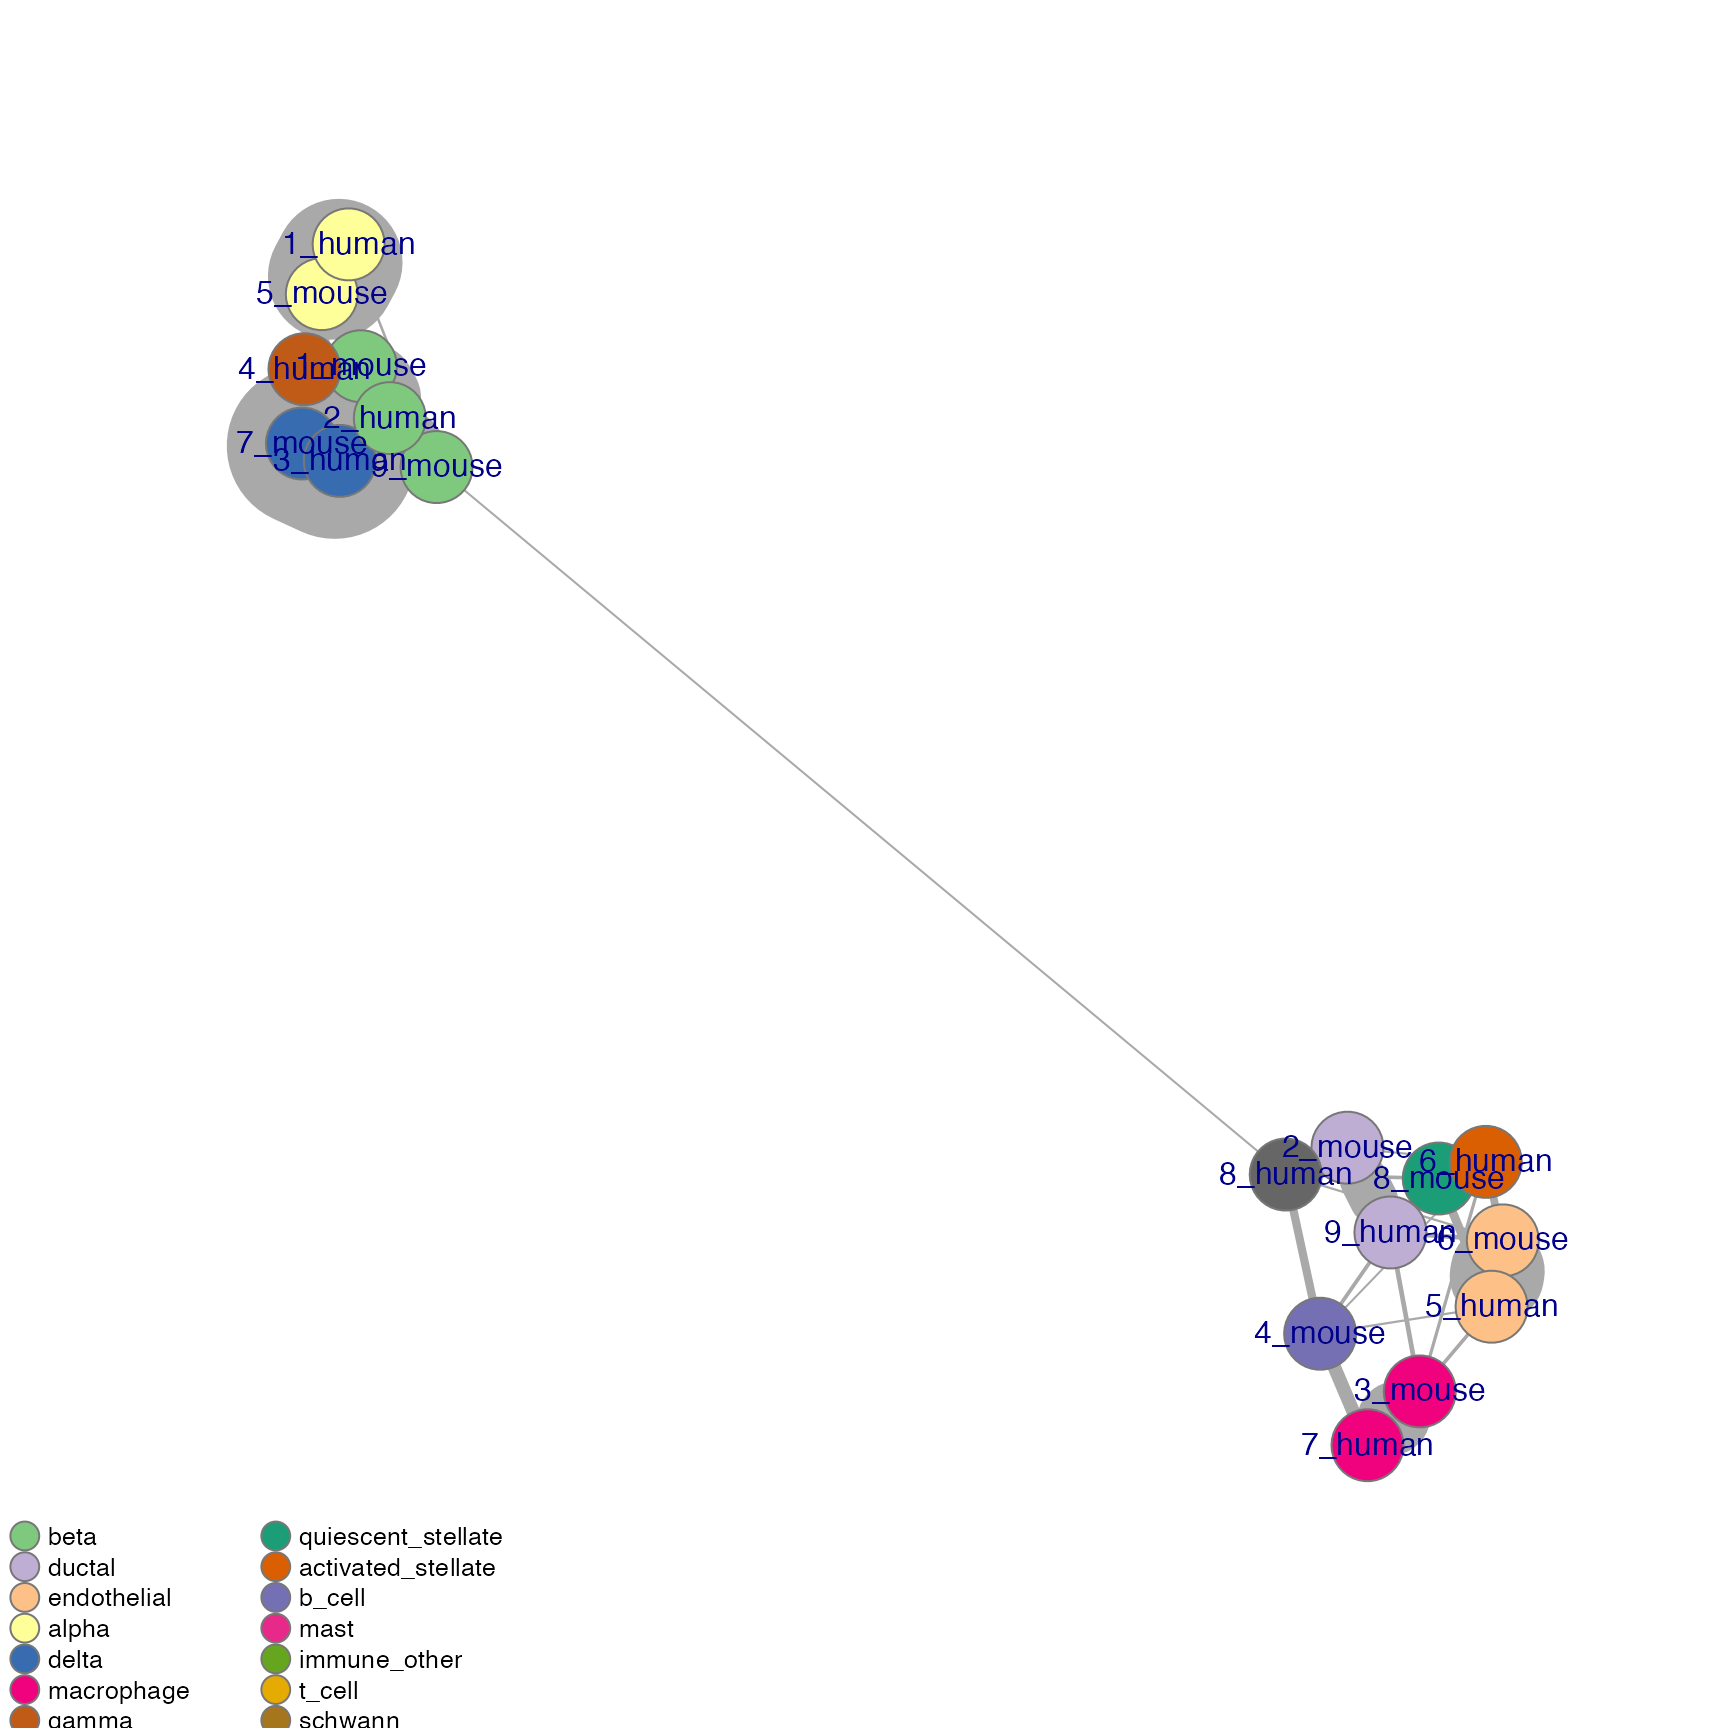 1_human
5_mouse
4_human
1_mouse
2_human
7_mouse
3_human
9_mouse
2_mouse
6_human
8_human
8_mouse
9_human
6_mouse
5_human
4_mouse
3_mouse
7_human
beta
ductal
endothelial
alpha
delta
macrophage
gamma
quiescent_stellate
activated_stellate
b_cell
mast
immune_other
t_cell
schwann